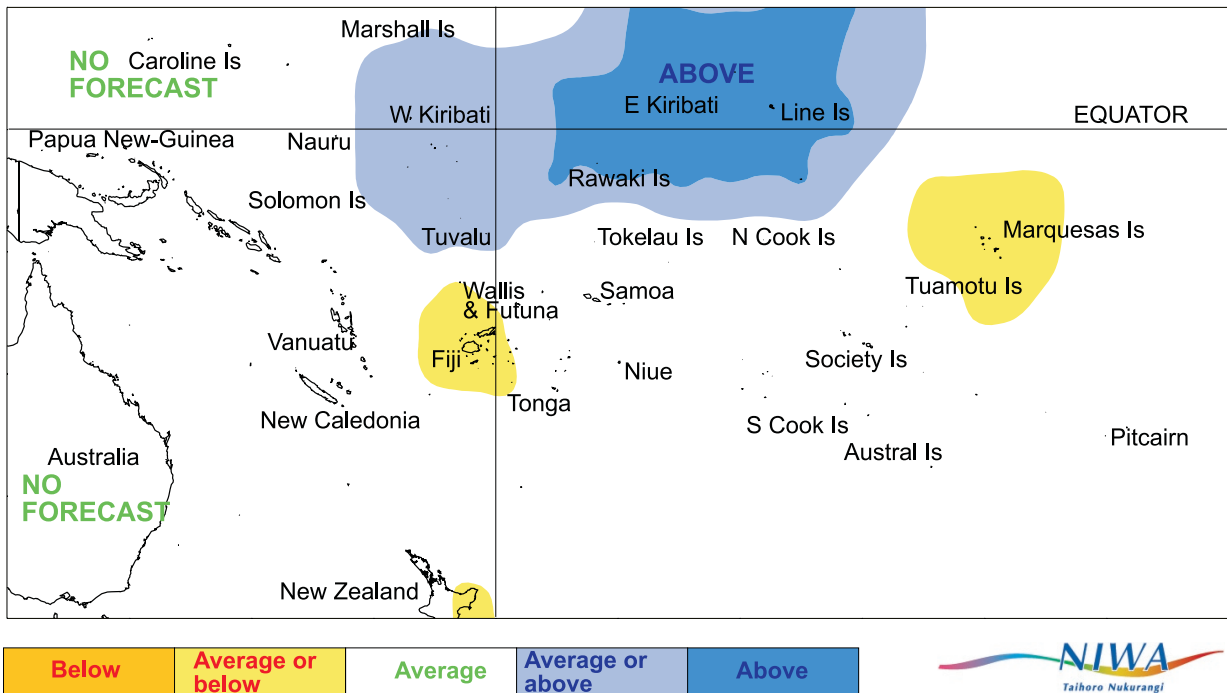 Marshall Is
NO
FORECAST
Caroline Is
ABOVE
E Kiribati
Line Is
W Kiribati
EQUATOR
Papua New-Guinea
Nauru
Rawaki Is
Solomon Is
Tuvalu
Tokelau Is
N Cook Is
Marquesas Is
Tuamotu Is
Wallis
& Futuna
Samoa
Vanuatu
Fiji
Niue
Society Is
Tonga
New Caledonia
S Cook Is
Pitcairn
Austral Is
Australia
NO
FORECAST
New Zealand
Below
Average or
below
Average
Average or
above
Above
NIWA
Taihoro Nukurangi